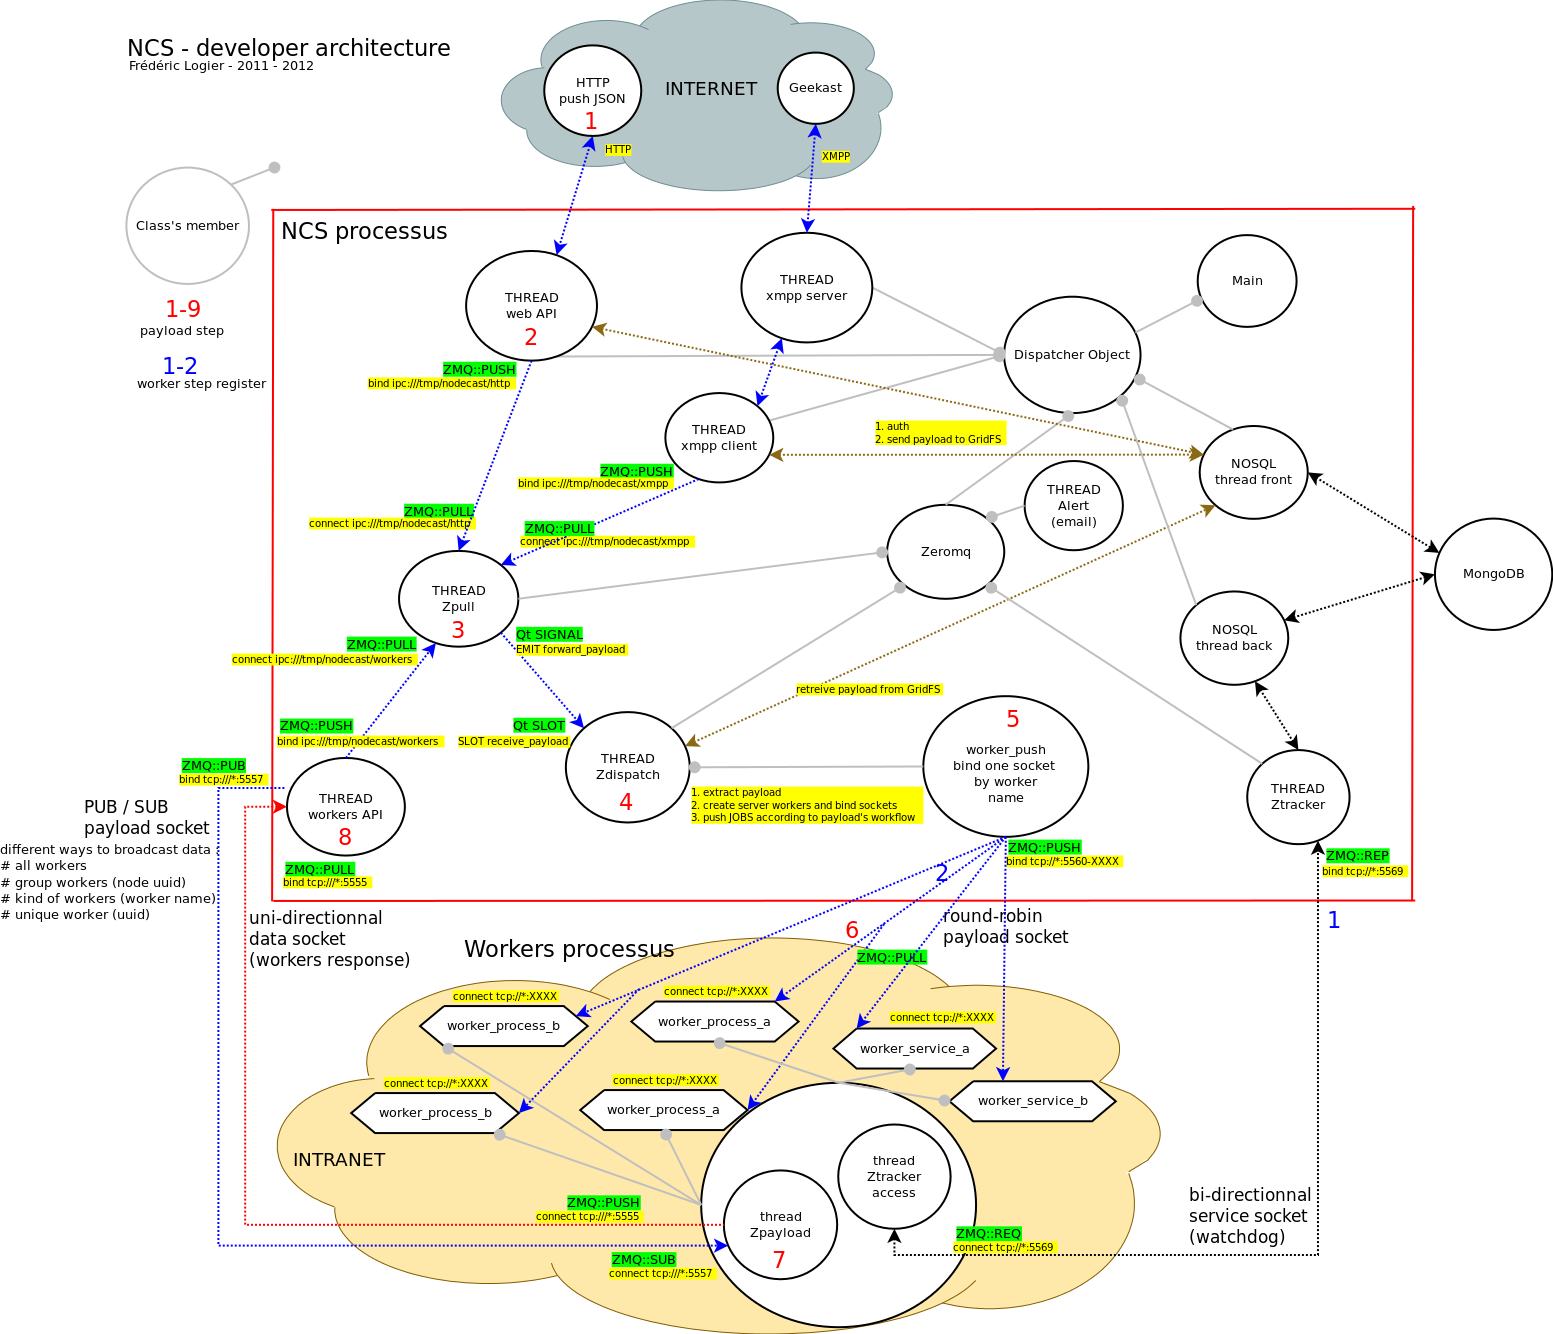 NCS - developer architecture
Frédéric Logier - 2011 - 2012
HTTP
push JSON
1
INTERNET
Geekast
HTTP
XMPP
Class's member
1-9
payload step
1-2
worker step register
NCS processus
THREAD
web API
2
THREAD
xmpp server
Main
Dispatcher Object
ZMQ::PUSH
bind ipc:///tmp/nodecast/http
THREAD
xmpp client
1. auth
2. send payload to GridFS
NOSQL
thread front
ZMQ::PUSH
bind ipc:///tmp/nodecast/xmpp
THREAD
Alert
(email)
ZMQ::PULL
connect ipc:///tmp/nodecast/http
ZMQ::PULL
connect ipc:///tmp/nodecast/xmpp
Zeromq
MongoDB
THREAD
Zpull
3
NOSQL
thread back
ZMQ::PULL
connect ipc:///tmp/nodecast/workers
Qt SIGNAL
EMIT forward_payload
retreive payload from GridFS
ZMQ::PUSH
bind ipc:///tmp/nodecast/workers
Qt SLOT
SLOT receive_payload
THREAD
Zdispatch
4
5
worker_push
bind one socket
by worker
name
THREAD
Ztracker
1. extract payload
2. create server workers and bind sockets
3. push JOBS according to payload's workflow
ZMQ::PUB
bind tcp:///*:5557
THREAD
workers API
8
PUB / SUB
payload socket
different ways to broadcast data :
# all workers
# group workers (node uuid)
# kind of workers (worker name)
# unique worker (uuid)
ZMQ::PULL
bind tcp:///*:5555
ZMQ::PUSH
bind tcp://*:5560-XXXX
ZMQ::REP
bind tcp://*:5569
2
1
uni-directionnal
data socket
(workers response)
round-robin
payload socket
6
Workers processus
ZMQ::PULL
connect tcp://*:XXXX
worker_process_b
connect tcp://*:XXXX
worker_process_a
connect tcp://*:XXXX
worker_service_a
connect tcp://*:XXXX
worker_process_b
connect tcp://*:XXXX
worker_process_a
worker_service_b
INTRANET
thread
Ztracker
access
thread
Zpayload
7
ZMQ::PUSH
connect tcp:///*:5555
ZMQ::SUB
connect tcp:///*:5557
ZMQ::REQ
connect tcp://*:5569
bi-directionnal
service socket
(watchdog)